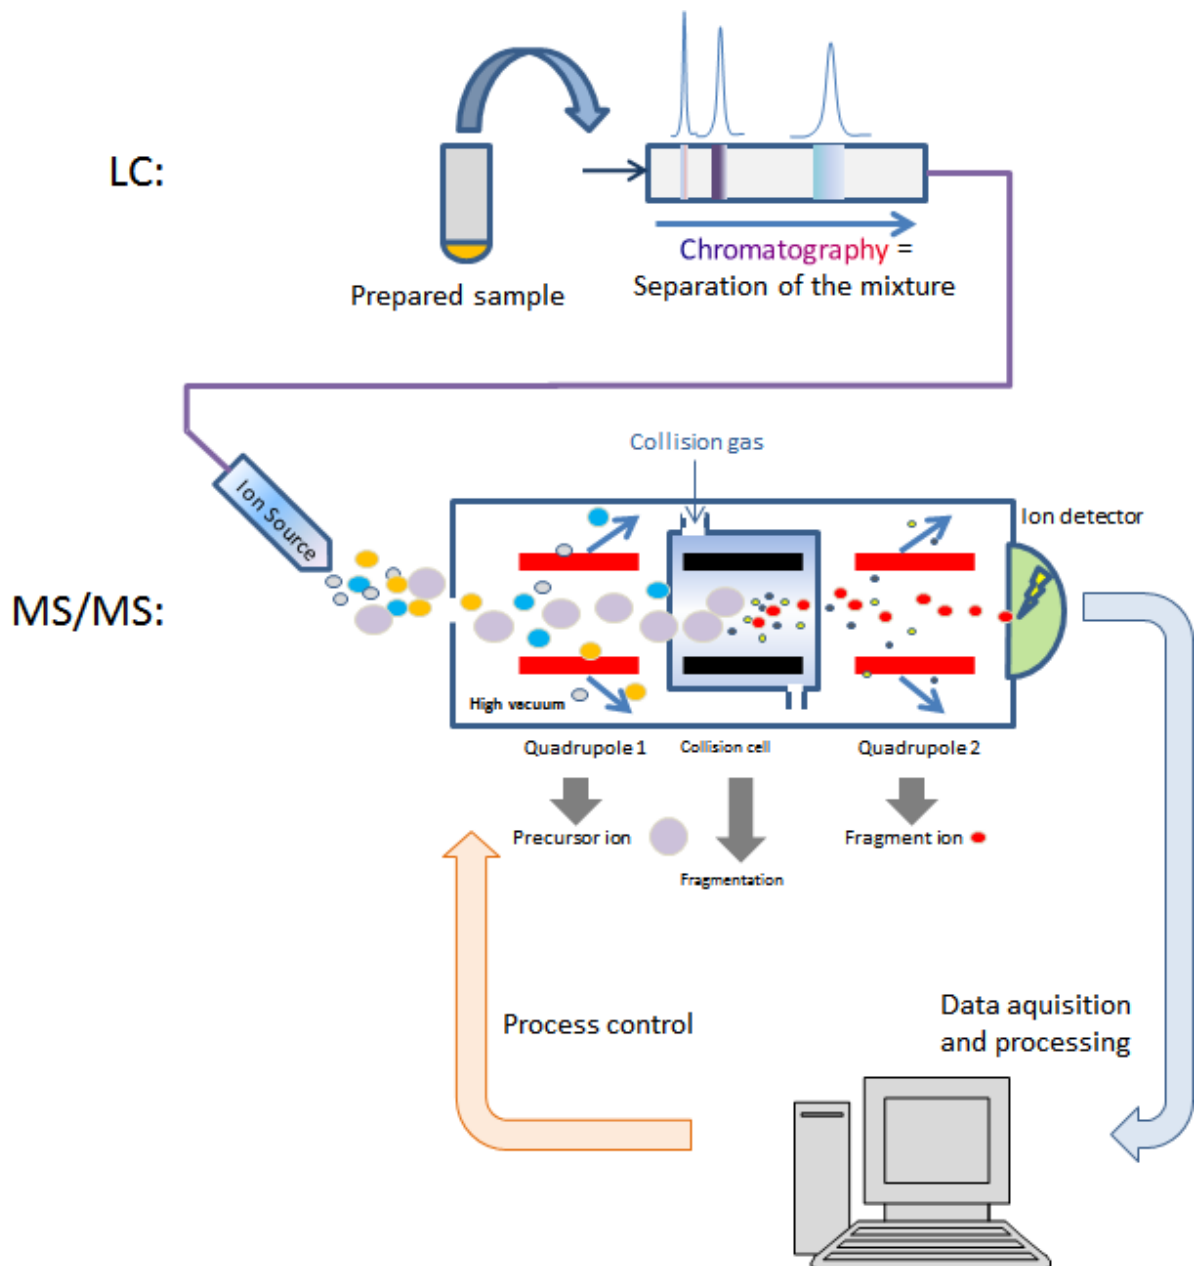 LC:
Prepared sample
Chromatography =
Separation of the mixture
Collision gas
Ion Source
Ion detector
MS/MS:
High vacuum
Quadrupole 1
Collision cell
Quadrupole 2
Precursor ion
Fragment ion
Fragmentation
Process control
Data aquisition
and processing